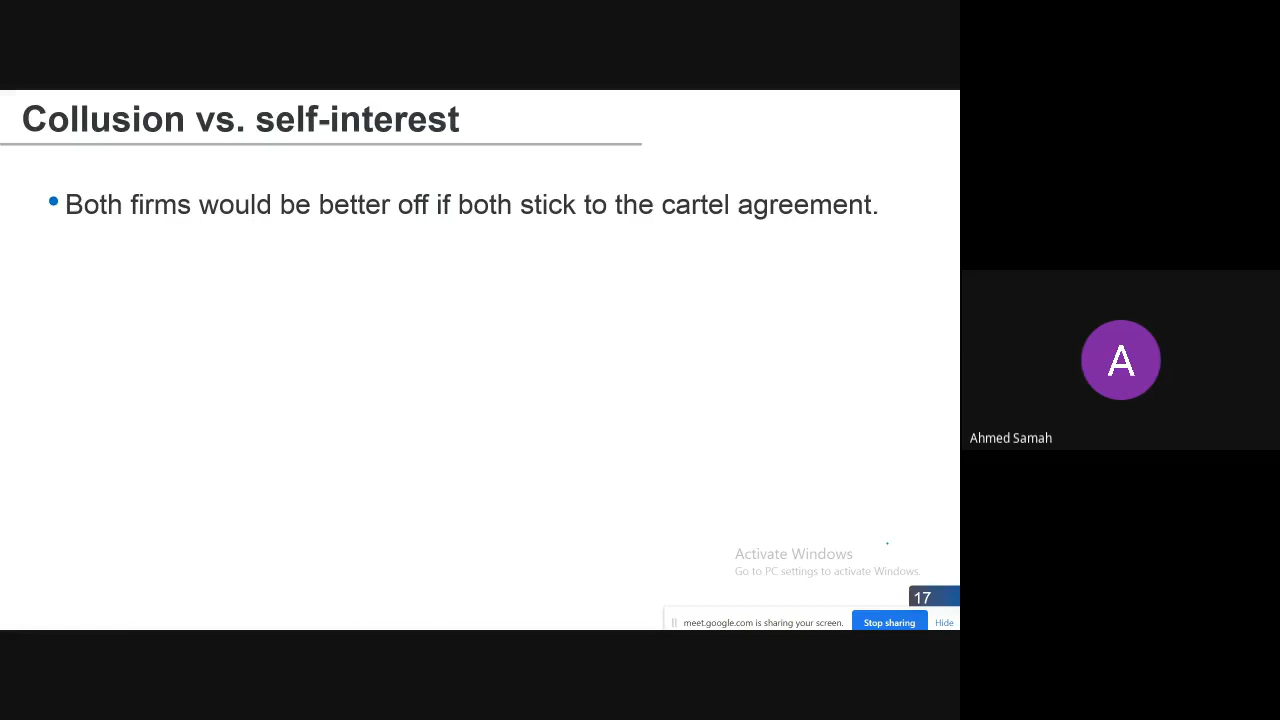 Collusion vs. self-interest
• Both firms would be better off if both stick to the cartel agreement.
A
Ahmed Samah
Activate Windows
Go to PC settings to activate Windows.
17
meet.google.com is sharing your screen. Stop sharing Hide